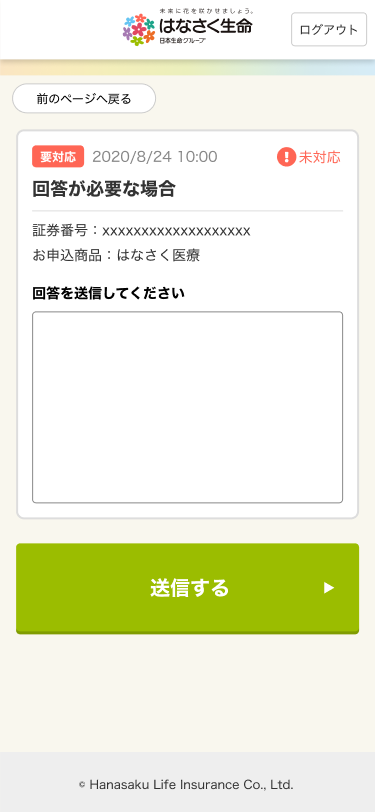 未来に花を咲かせましょう。
はなさく生命
日本生命グループ
ログアウト
前のページへ戻る
要対応 2020/8/24 10:00 未対応
回答が必要な場合
証券番号：xxxxxxxxxxxxxxxxxxx
お申込商品：はなさく医療
回答を送信してください
送信する
© Hanasaku Life Insurance Co., Ltd.